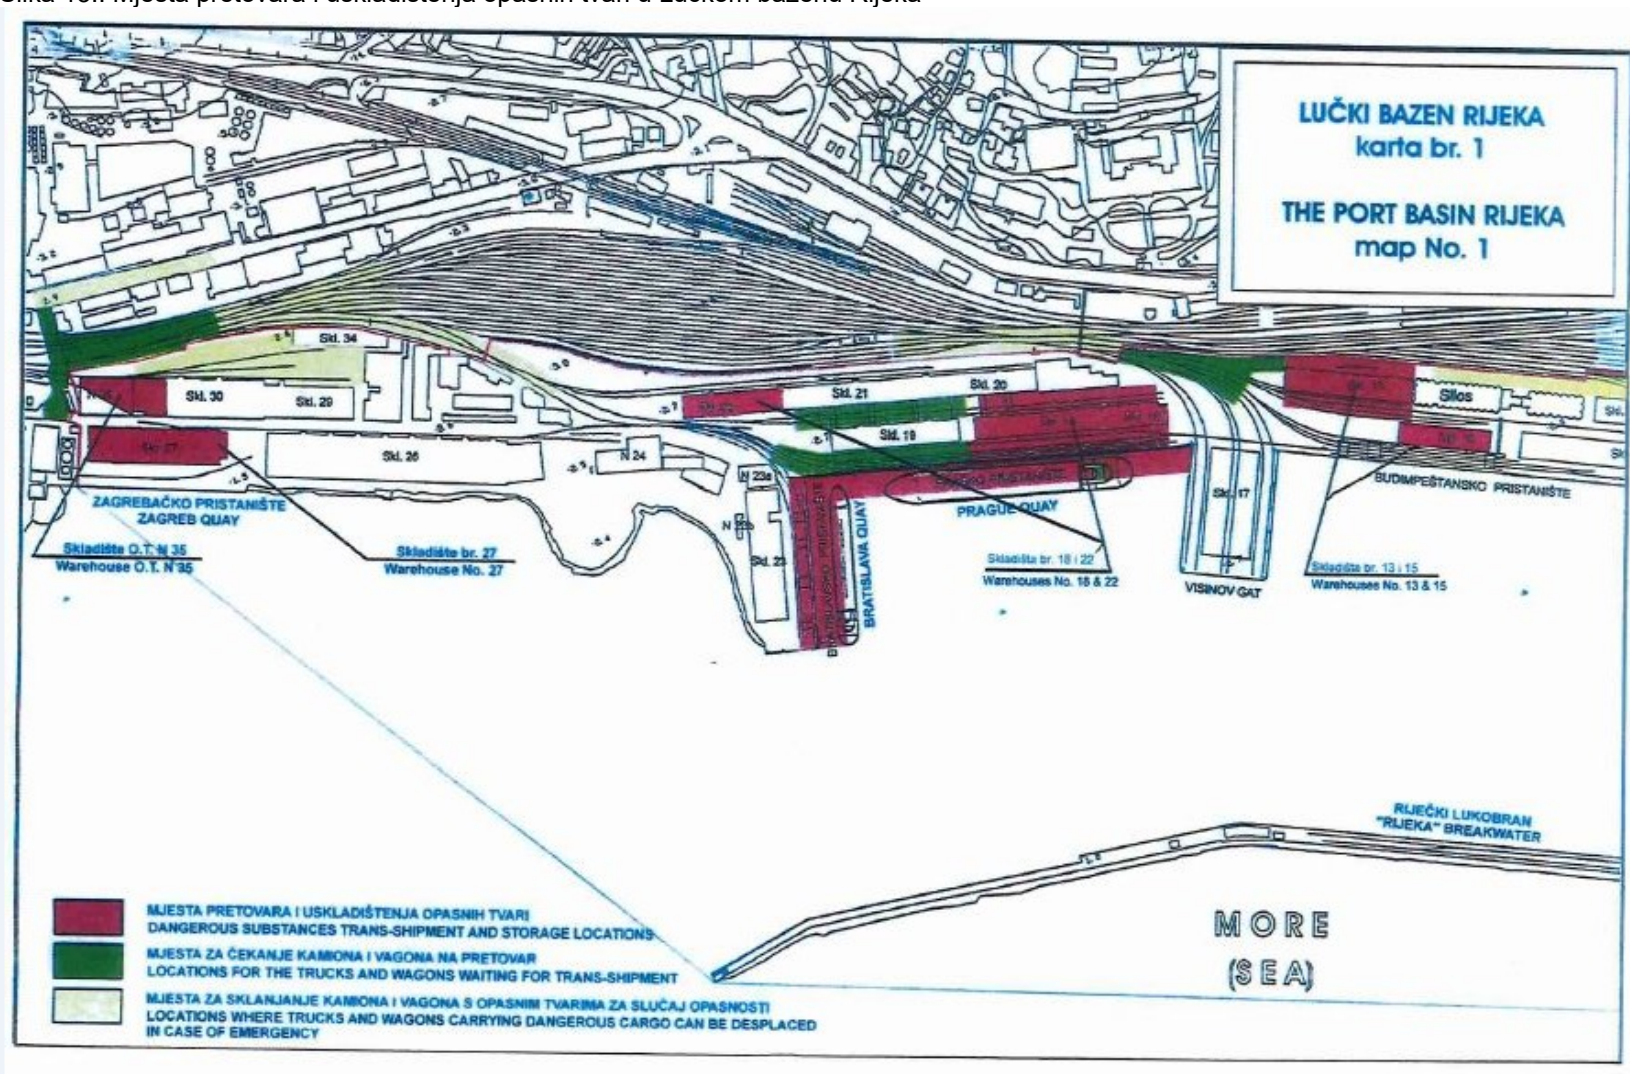 LUČKI BAZEN RIJEKA
karta br. 1
THE PORT BASIN RIJEKA
map No. 1
Skl. 34
Skl. 30
Skl. 29
Skl. 21
Skl. 20
Skl. 19
Silos
Skl. 26
N 24
N 23a
Skl. 23
Skl. 17
ZAGREBAČKO PRISTANIŠTE
ZAGREB QUAY
Skladište O.T. N 35
Warehouse O.T. N 35
Skladište br. 27
Warehouse No. 27
BRATISLAVSKO PRISTANIŠTE
BRATISLAVA QUAY
PRAGUE QUAY
Skladišta br. 18 i 22
Warehouses No. 18 & 22
VISINOV GAT
BUDIMPEŠTANSKO PRISTANIŠTE
Skladišta br. 13 i 15
Warehouses No. 13 & 15
RIJEČKI LUKOBRAN
"RIJEKA" BREAKWATER
MORE
(SEA)
MJESTA PRETOVARA I USKLADIŠTENJA OPASNIH TVARI
DANGEROUS SUBSTANCES TRANS-SHIPMENT AND STORAGE LOCATIONS
MJESTA ZA ČEKANJE KAMIONA I VAGONA NA PRETOVAR
LOCATIONS FOR THE TRUCKS AND WAGONS WAITING FOR TRANS-SHIPMENT
MJESTA ZA SKLANJANJE KAMIONA I VAGONA S OPASNIM TVARIMA ZA SLUČAJ OPASNOSTI
LOCATIONS WHERE TRUCKS AND WAGONS CARRYING DANGEROUS CARGO CAN BE DESPLACED
IN CASE OF EMERGENCY